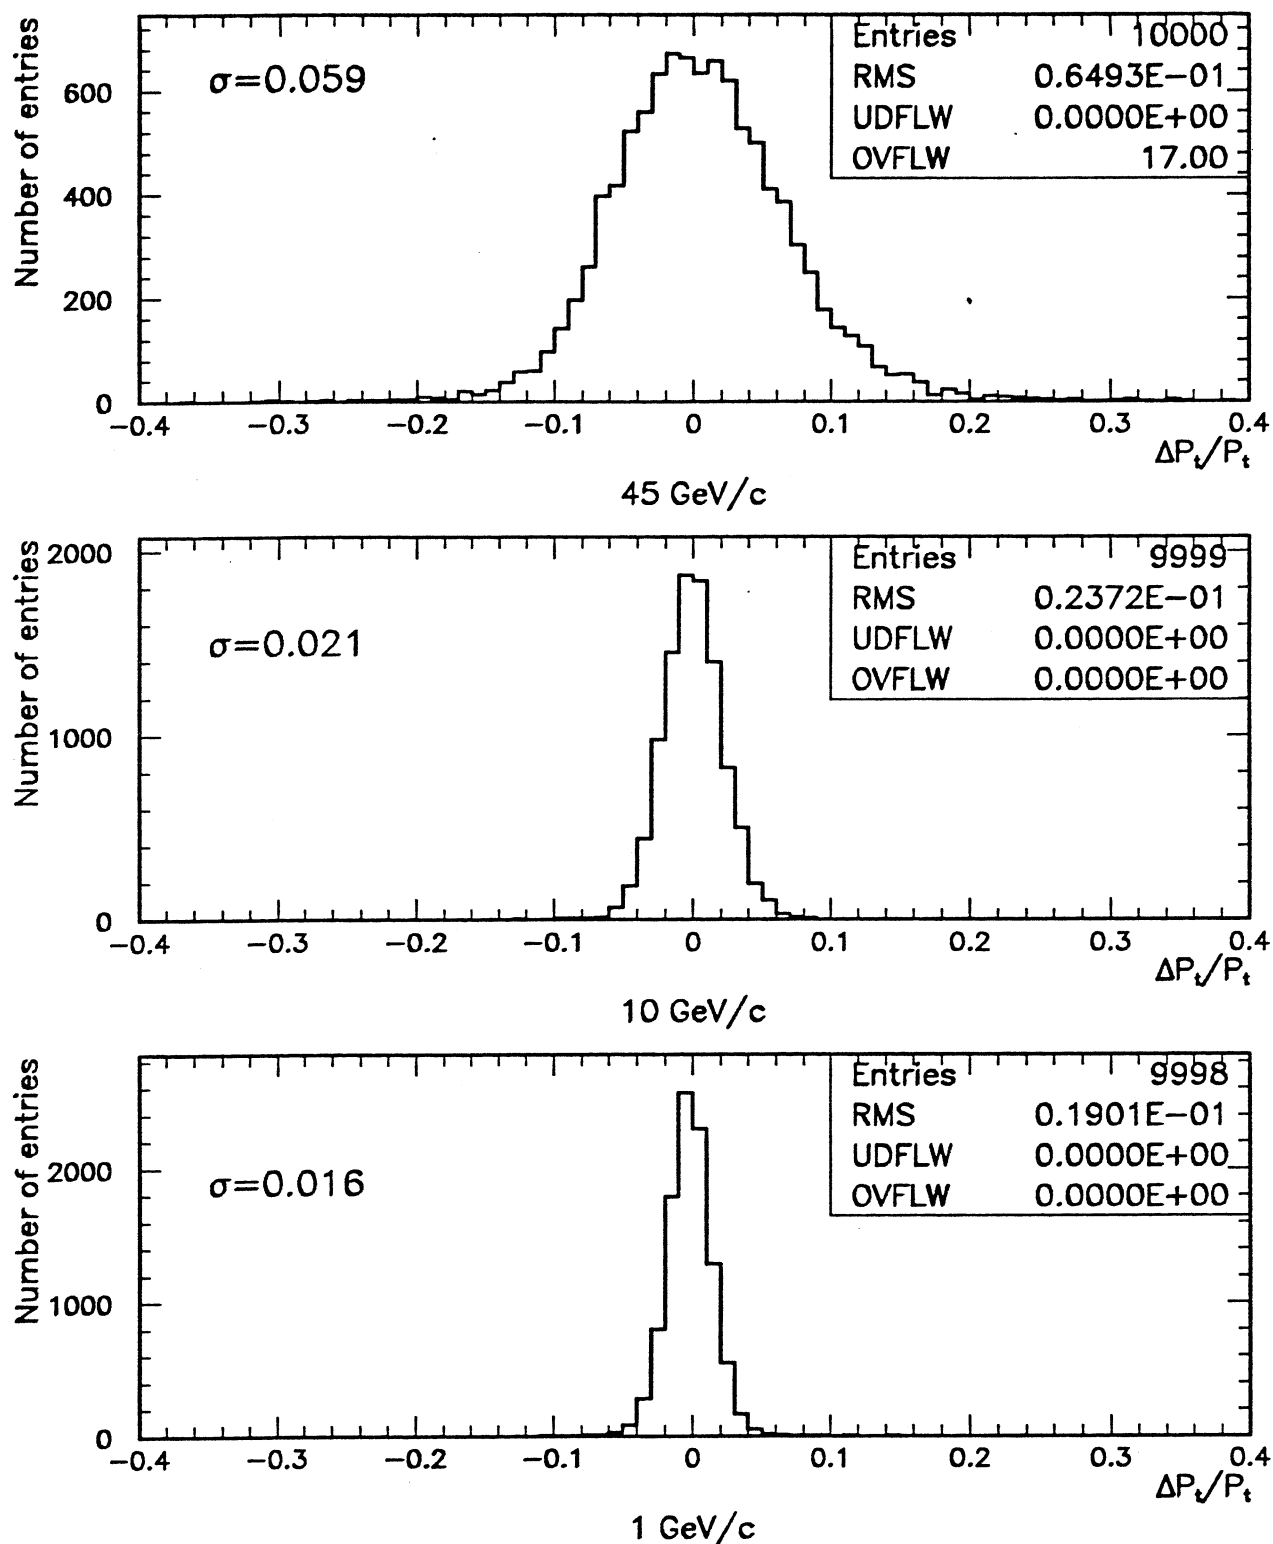 Number of entries
600
400
200
0
σ=0.059
Entries 10000
RMS 0.6493E−01
UDFLW 0.0000E+00
OVFLW 17.00
−0.4 −0.3 −0.2 −0.1 0 0.1 0.2 0.3 0.4
ΔPt/Pt
45 GeV/c
Number of entries
2000
1000
0
σ=0.021
Entries 9999
RMS 0.2372E−01
UDFLW 0.0000E+00
OVFLW 0.0000E+00
−0.4 −0.3 −0.2 −0.1 0 0.1 0.2 0.3 0.4
ΔPt/Pt
10 GeV/c
Number of entries
2000
1000
0
σ=0.016
Entries 9998
RMS 0.1901E−01
UDFLW 0.0000E+00
OVFLW 0.0000E+00
−0.4 −0.3 −0.2 −0.1 0 0.1 0.2 0.3 0.4
ΔPt/Pt
1 GeV/c